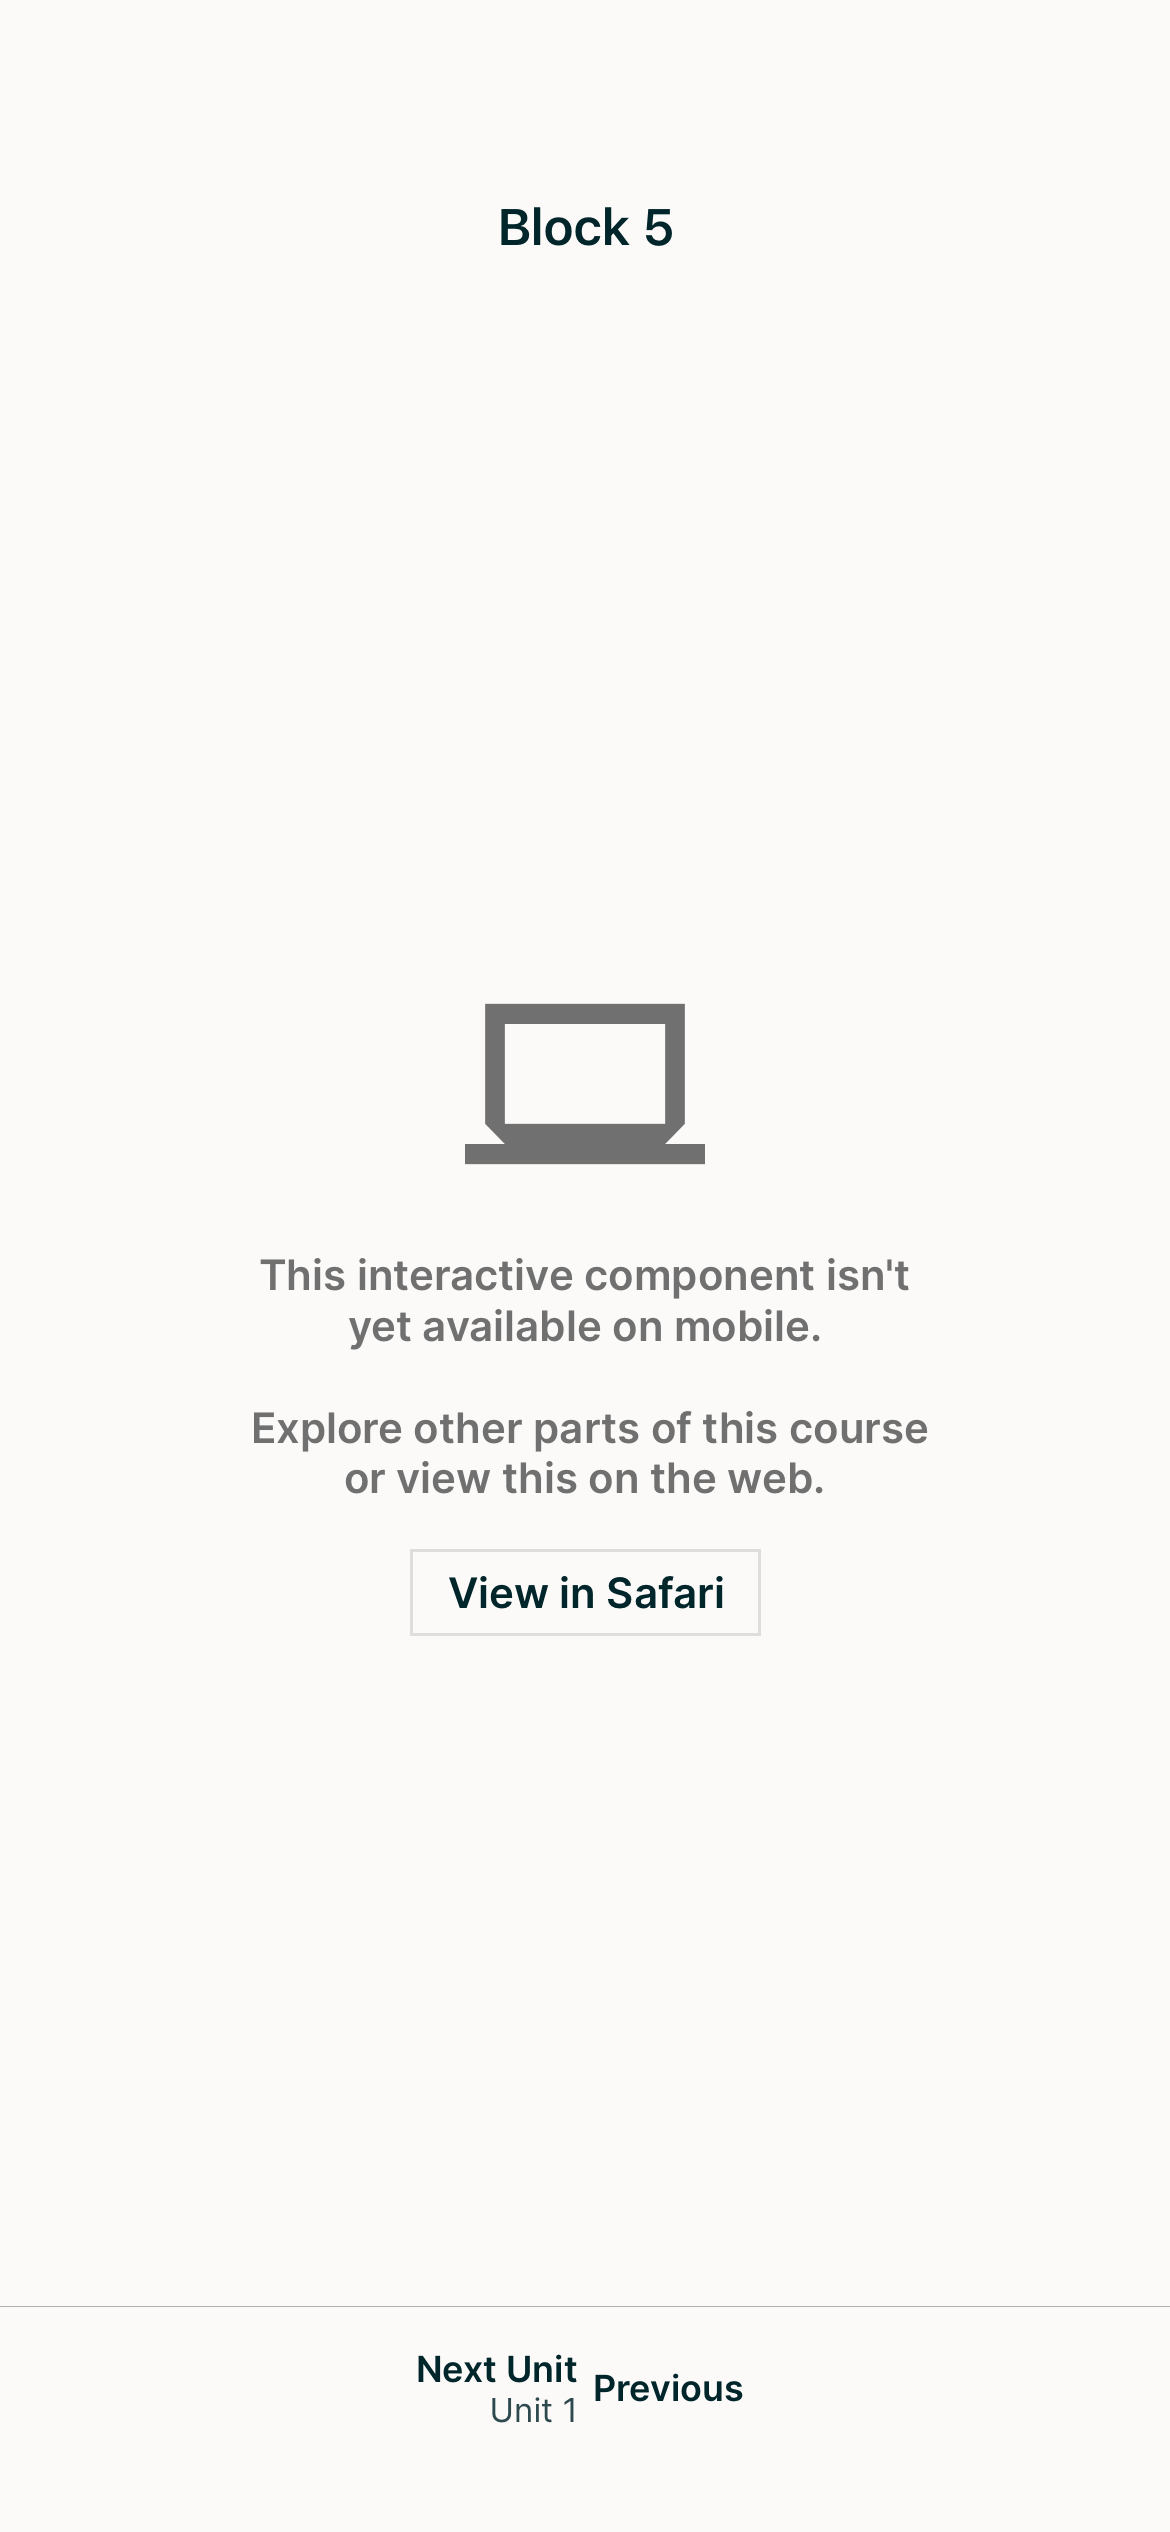 Block 5
This interactive component isn't
yet available on mobile.
Explore other parts of this course
or view this on the web.
View in Safari
Next Unit
Unit 1
Previous